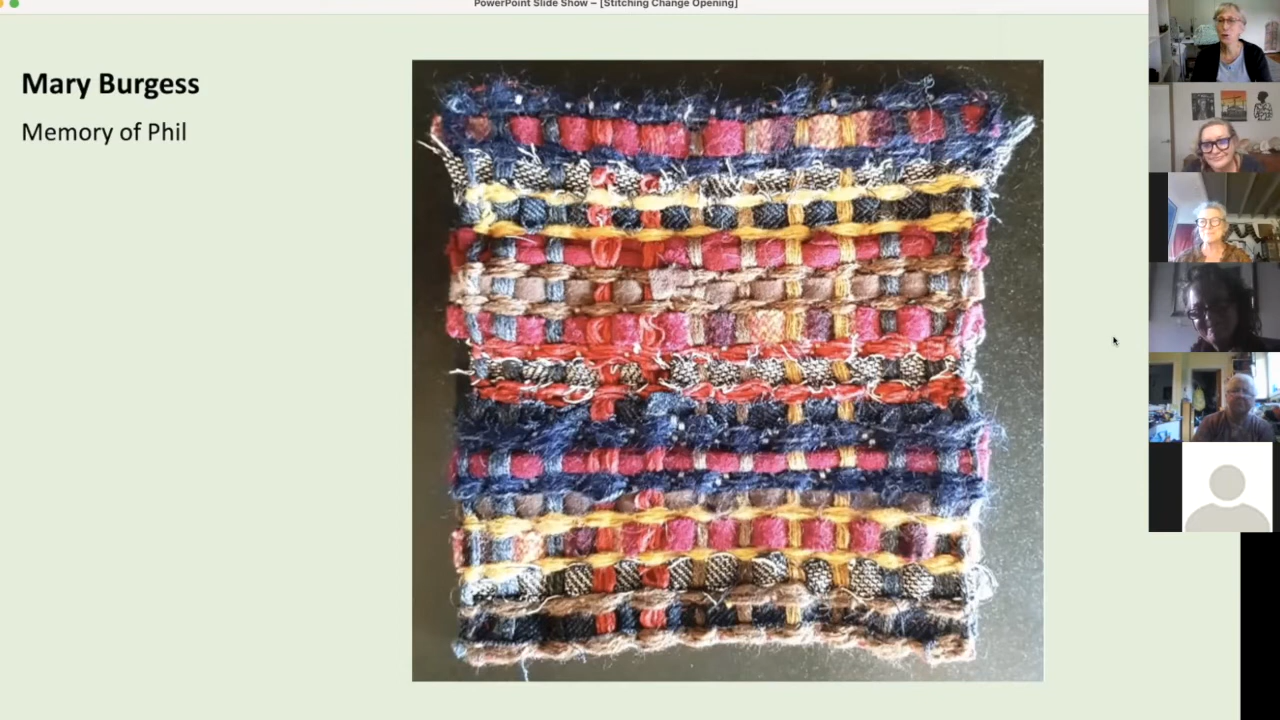 PowerPoint Slide Show – [Stitching Change Opening]
Mary Burgess
Memory of Phil